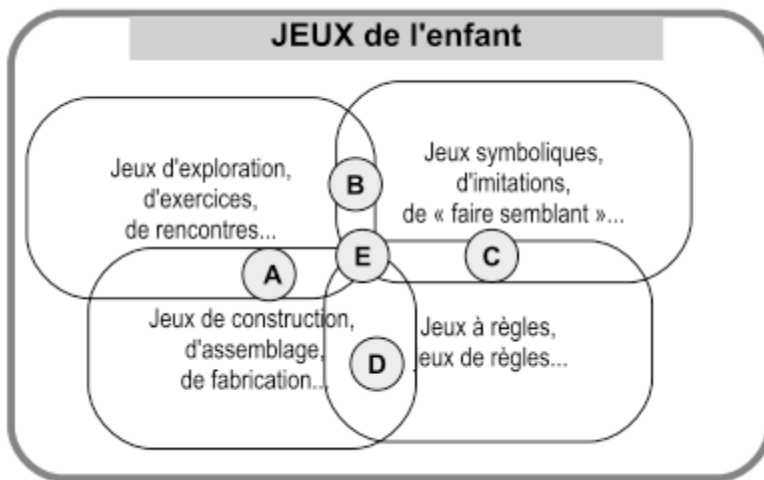 JEUX de l'enfant
Jeux d'exploration,
d'exercices,
de rencontres...
B
Jeux symboliques,
d'imitations,
de « faire semblant »...
A
E
C
Jeux de construction,
d'assemblage,
de fabrication...
D
Jeux à règles,
eux de règles...